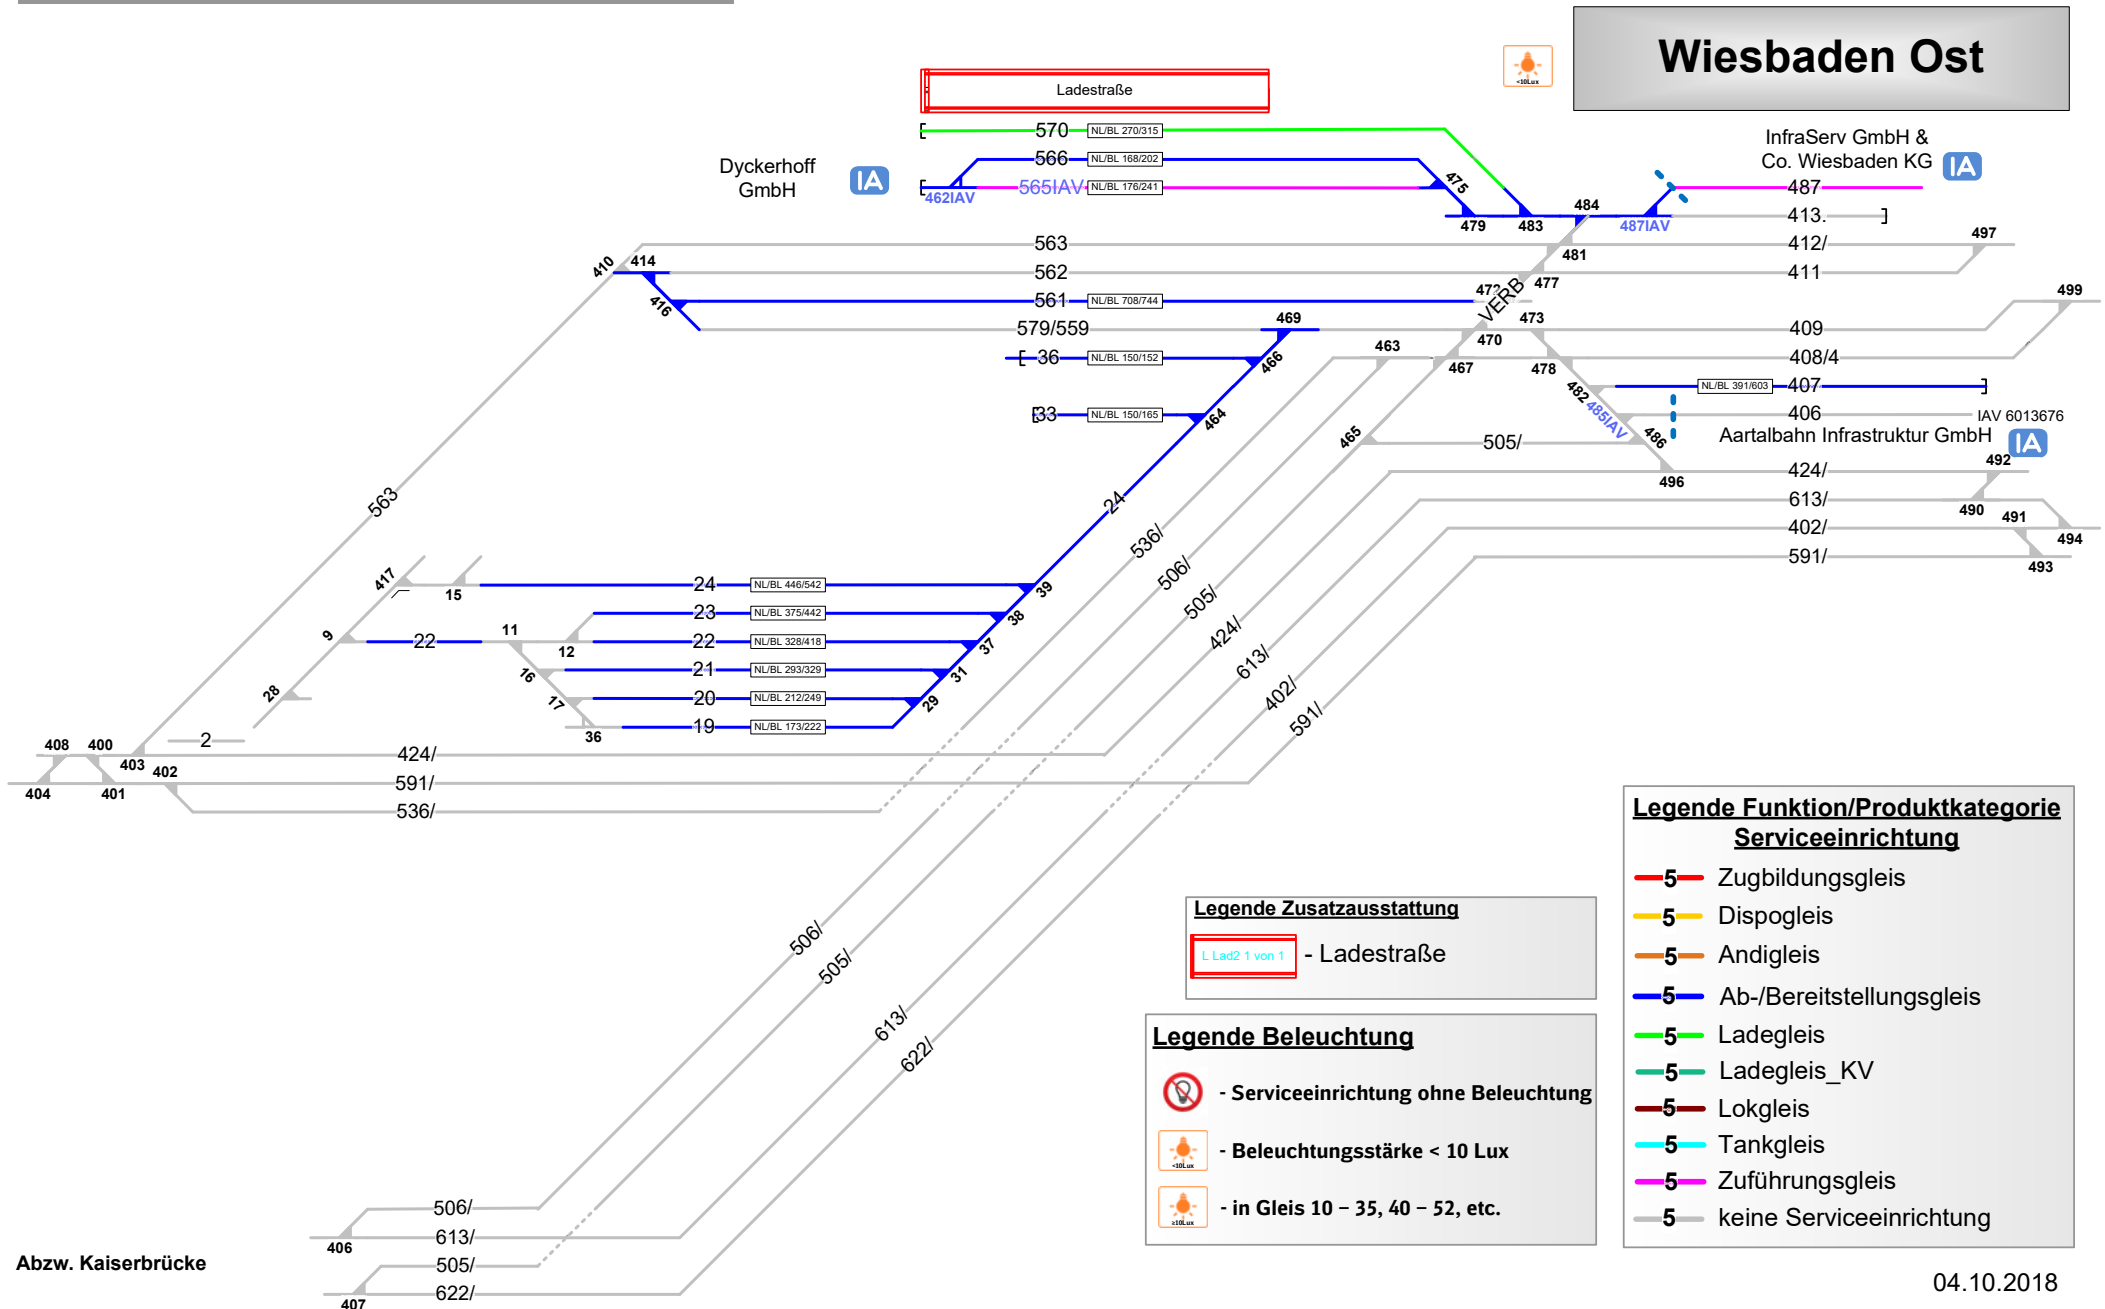 Wiesbaden Ost
<10Lux
Ladestraße
570 NL/BL 270/315
InfraServ GmbH &
Co. Wiesbaden KG IA
Dyckerhoff
GmbH
IA
566 NL/BL 168/202
565IAV NL/BL 176/241
462IAV
475
487
484
413.
479
483
487IAV
563
412/
497
481
410
414
562
411
477
416
561 NL/BL 708/744
472
VERB
499
579/559
469
473
409
470
36 NL/BL 150/152
466
463
467
478
408/4
482
NL/BL 391/603 407
33 NL/BL 150/165
464
485IAV
406
IAV 6013676
465
505/
486
Aartalbahn Infrastruktur GmbH IA
496
424/
492
563
24
613/
490
491
536/
402/
494
506/
591/
493
417
15
24 NL/BL 446/542
39
505/
23 NL/BL 375/442
38
424/
9
22
11
12
22 NL/BL 328/418
37
613/
16
21 NL/BL 293/329
31
402/
28
17
20 NL/BL 212/249
29
591/
36
19 NL/BL 173/222
2
408
400
403
424/
402
404
401
591/
536/
506/
505/
613/
622/
506/
406
613/
505/
407
622/
Abzw. Kaiserbrücke
Legende Zusatzausstattung
L Lad2 1 von 1 - Ladestraße
Legende Beleuchtung
- Serviceeinrichtung ohne Beleuchtung
<10Lux - Beleuchtungsstärke < 10 Lux
≥10Lux - in Gleis 10 – 35, 40 – 52, etc.
Legende Funktion/Produktkategorie
Serviceeinrichtung
5 Zugbildungsgleis
5 Dispogleis
5 Andigleis
5 Ab-/Bereitstellungsgleis
5 Ladegleis
5 Ladegleis_KV
5 Lokgleis
5 Tankgleis
5 Zuführungsgleis
5 keine Serviceeinrichtung
04.10.2018